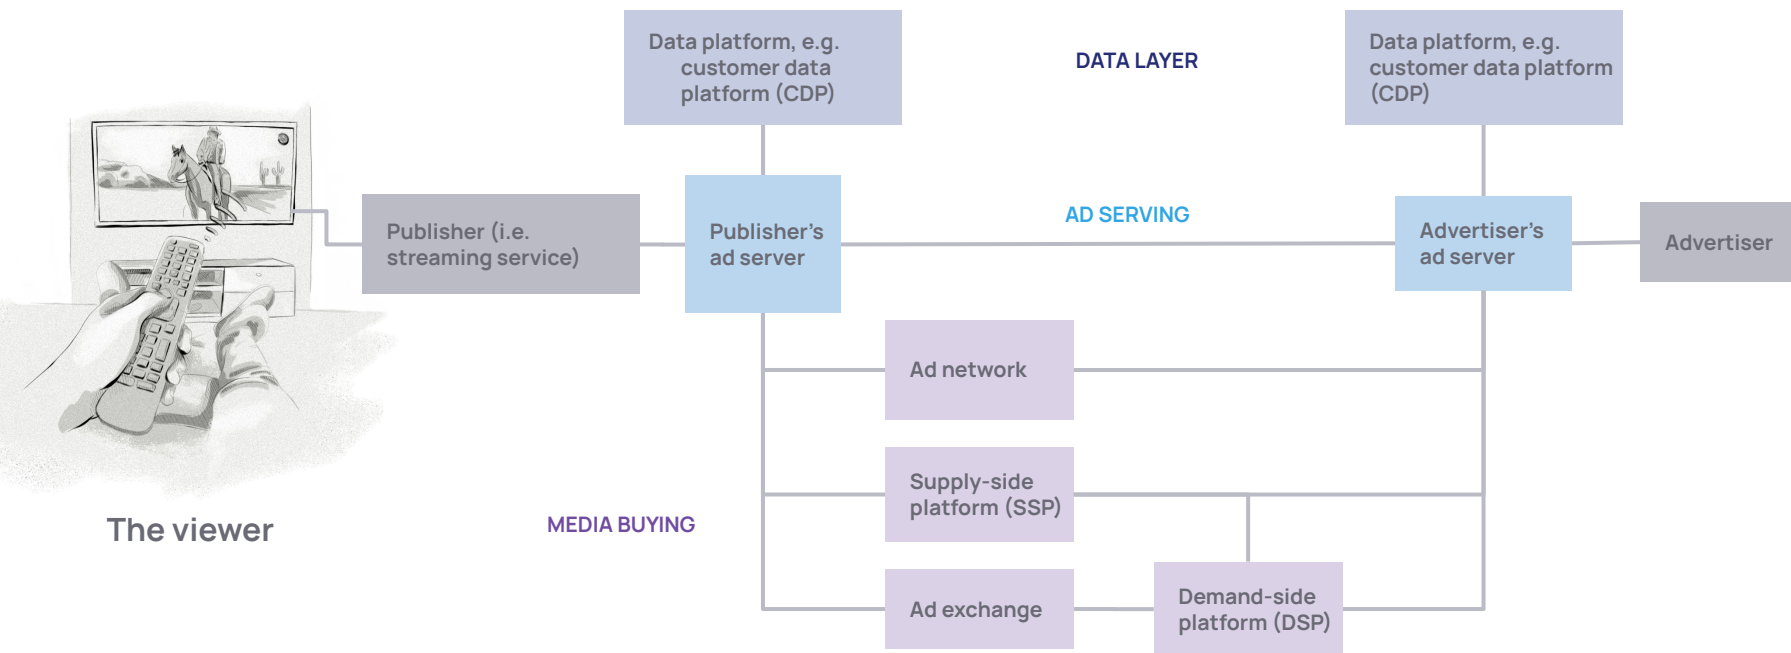 Data platform, e.g.
customer data
platform (CDP)
DATA LAYER
Data platform, e.g.
customer data platform
(CDP)
Publisher (i.e.
streaming service)
Publisher’s
ad server
AD SERVING
Advertiser’s
ad server
Advertiser
Ad network
Supply-side
platform (SSP)
The viewer
MEDIA BUYING
Ad exchange
Demand-side
platform (DSP)